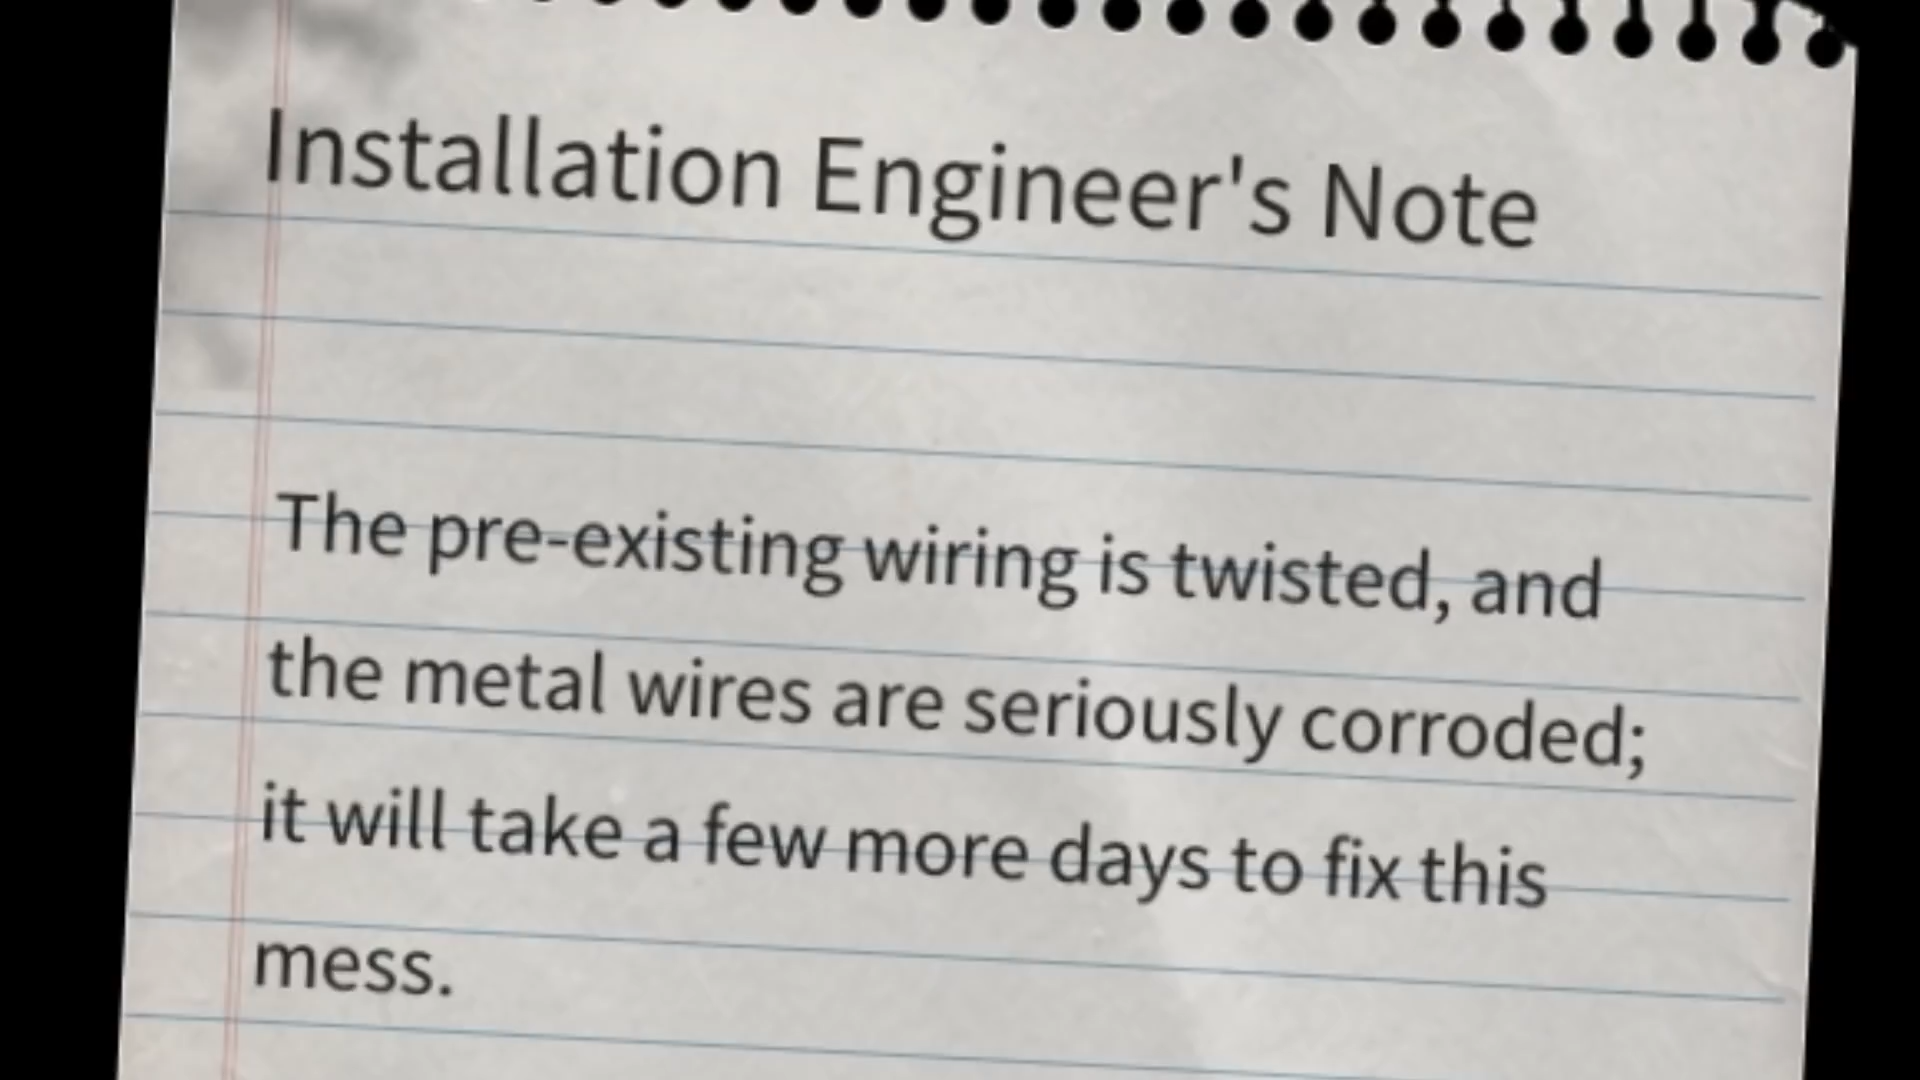 Installation Engineer's Note
The pre-existing wiring is twisted, and
the metal wires are seriously corroded;
it will take a few more days to fix this
mess.